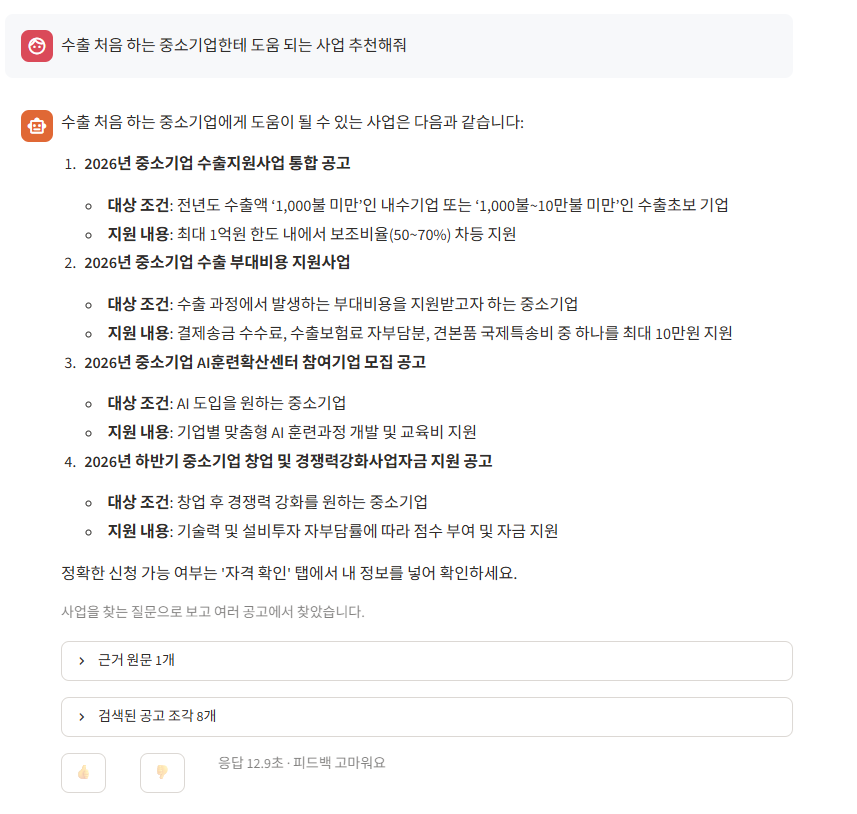 수출 처음 하는 중소기업한테 도움 되는 사업 추천해줘
수출 처음 하는 중소기업에게 도움이 될 수 있는 사업은 다음과 같습니다:
1. 2026년 중소기업 수출지원사업 통합 공고
대상 조건: 전년도 수출액 ‘1,000불 미만’인 내수기업 또는 ‘1,000불~10만불 미만’인 수출초보 기업
지원 내용: 최대 1억원 한도 내에서 보조비율(50~70%) 차등 지원
2. 2026년 중소기업 수출 부대비용 지원사업
대상 조건: 수출 과정에서 발생하는 부대비용을 지원받고자 하는 중소기업
지원 내용: 결제송금 수수료, 수출보험료 자부담분, 견본품 국제특송비 중 하나를 최대 10만원 지원
3. 2026년 중소기업 AI훈련확산센터 참여기업 모집 공고
대상 조건: AI 도입을 원하는 중소기업
지원 내용: 기업별 맞춤형 AI 훈련과정 개발 및 교육비 지원
4. 2026년 하반기 중소기업 창업 및 경쟁력강화사업자금 지원 공고
대상 조건: 창업 후 경쟁력 강화를 원하는 중소기업
지원 내용: 기술력 및 설비투자 자부담률에 따라 점수 부여 및 자금 지원
정확한 신청 가능 여부는 '자격 확인' 탭에서 내 정보를 넣어 확인하세요.
사업을 찾는 질문으로 보고 여러 공고에서 찾았습니다.
근거 원문 1개
검색된 공고 조각 8개
응답 12.9초 · 피드백 고마워요